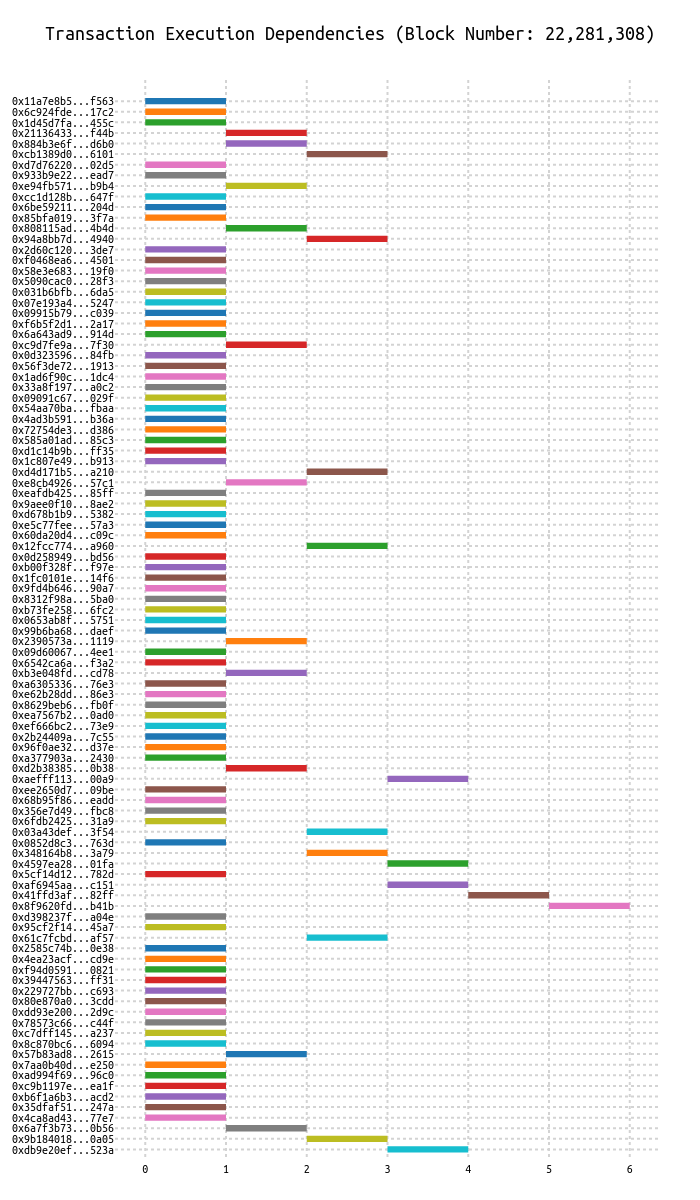 Transaction Execution Dependencies (Block Number: 22,281,308)
0x11a7e8b5...f563
0x6c924fde...17c2
0x1d45d7fa...455c
0x21136433...f44b
0x884b3e6f...d6b0
0xcb1389d0...6101
0xd7d76220...02d5
0x933b9e22...ead7
0xe94fb571...b9b4
0xcc1d128b...647f
0x6be59211...204d
0x85bfa019...3f7a
0x808115ad...4b4d
0x94a8bb7d...4940
0x2d60c120...3de7
0xf0468ea6...4501
0x58e3e683...19f0
0x5090cac0...28f3
0x031b6bfb...6da5
0x07e193a4...5247
0x09915b79...c039
0xf6b5f2d1...2a17
0x6a643ad9...914d
0xc9d7fe9a...7f30
0x0d323596...84fb
0x56f3de72...1913
0x1ad6f90c...1dc4
0x33a8f197...a0c2
0x09091c67...029f
0x54aa70ba...fbaa
0x4ad3b591...b36a
0x72754de3...d386
0x585a01ad...85c3
0xd1c14b9b...ff35
0x1c807e49...b913
0xd4d171b5...a210
0xe8cb4926...57c1
0xeafdb425...85ff
0x9aee0f10...8ae2
0xd678b1b9...5382
0xe5c77fee...57a3
0x60da20d4...c09c
0x12fcc774...a960
0x0d258949...bd56
0xb00f328f...f97e
0x1fc0101e...14f6
0x9fd4b646...90a7
0x8312f98a...5ba0
0xb73fe258...6fc2
0x0653ab8f...5751
0x99b6ba68...daef
0x2390573a...1119
0x09d60067...4ee1
0x6542ca6a...f3a2
0xb3e048fd...cd78
0xa6305336...76e3
0xe62b28dd...86e3
0x8629beb6...fb0f
0xea7567b2...0ad0
0xef666bc2...73e9
0x2b24409a...7c55
0x96f0ae32...d37e
0xa377903a...2430
0xd2b38385...0b38
0xaefff113...00a9
0xee2650d7...09be
0x68b95f86...eadd
0x356e7d49...fbc8
0x6fdb2425...31a9
0x03a43def...3f54
0x0852d8c3...763d
0x348164b8...3a79
0x4597ea28...01fa
0x5cf14d12...782d
0xaf6945aa...c151
0x41ffd3af...82ff
0x8f9620fd...b41b
0xd398237f...a04e
0x95cf2f14...45a7
0x61c7fcbd...af57
0x2585c74b...0e38
0x4ea23acf...cd9e
0xf94d0591...0821
0x39447563...ff31
0x229727bb...c693
0x80e870a0...3cdd
0xdd93e200...2d9c
0x78573c66...c44f
0xc7dff145...a237
0x8c870bc6...6094
0x57b83ad8...2615
0x7aa0b40d...e250
0xad994f69...96c0
0xc9b1197e...ea1f
0xb6f1a6b3...acd2
0x35dfaf51...247a
0x4ca8ad43...77e7
0x6a7f3b73...0b56
0x9b184018...0a05
0xdb9e20ef...523a
0 1 2 3 4 5 6